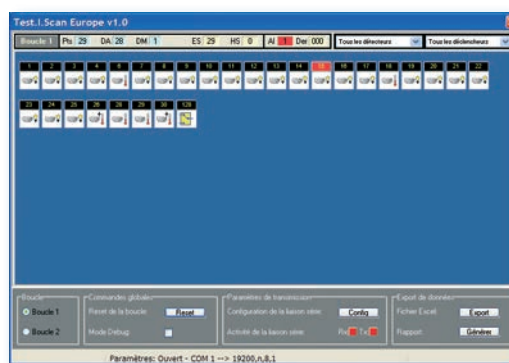 Test.I.Scan Europe v1.0
Boucle 1 Pts 29 DA 28 DM 1 ES 29 HS 0 Al 1 Der 000 Tous les détecteurs Tous les déclencheurs
1 2 3 4 6 7 8 9 10 11 12 13 14 15 16 17 18 19 20 21 22
23 24 25 26 28 29 30 128
Boucle Commandes globales Paramètres de transmission Export de données
Boucle 1 Reset de la boucle: Reset Configuration de la liaison série: Config Fichier Excel: Export
Boucle 2 Mode Debug: Activité de la liaison série: Rx Tx Rapport: Générer
Paramètres: Ouvert - COM 1 --> 19200,n,8,1